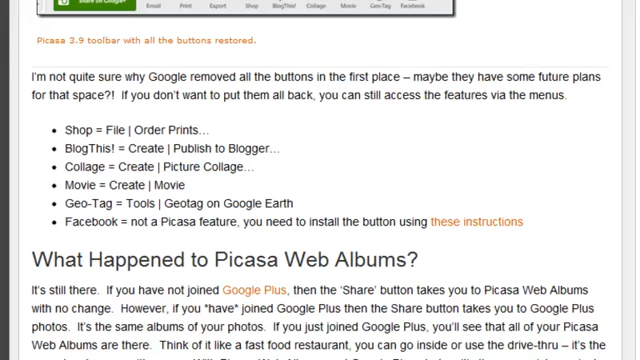 Share on Google+
Email Print Export Shop BlogThis! Collage Movie Geo-Tag Facebook
Picasa 3.9 toolbar with all the buttons restored.
I'm not quite sure why Google removed all the buttons in the first place – maybe they have some future plans
for that space?!  If you don't want to put them all back, you can still access the features via the menus.
• Shop = File | Order Prints…
• BlogThis! = Create | Publish to Blogger…
• Collage = Create | Picture Collage…
• Movie = Create | Movie
• Geo-Tag = Tools | Geotag on Google Earth
• Facebook = not a Picasa feature, you need to install the button using these instructions
What Happened to Picasa Web Albums?
It's still there.  If you have not joined Google Plus, then the 'Share' button takes you to Picasa Web Albums
with no change.  However, if you *have* joined Google Plus then the Share button takes you to Google Plus
photos.  It's the same albums of your photos.  If you just joined Google Plus, you'll see that all of your Picasa
Web Albums are there.  Think of it like a fast food restaurant, you can go inside or use the drive-thru – it's the